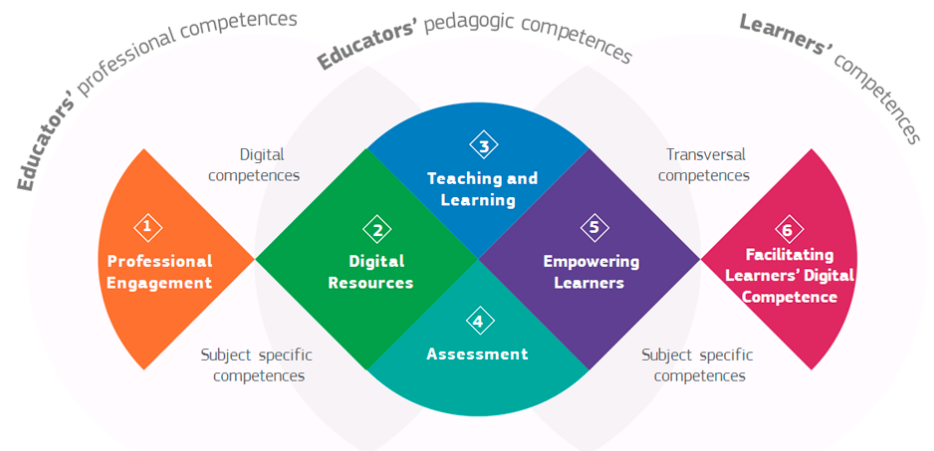 Educators' professional competences
Educators' pedagogic competences
Learners' competences
Digital
competences
Transversal
competences
1
Professional
Engagement
2
Digital
Resources
3
Teaching and
Learning
4
Assessment
5
Empowering
Learners
6
Facilitating
Learners' Digital
Competence
Subject specific
competences
Subject specific
competences